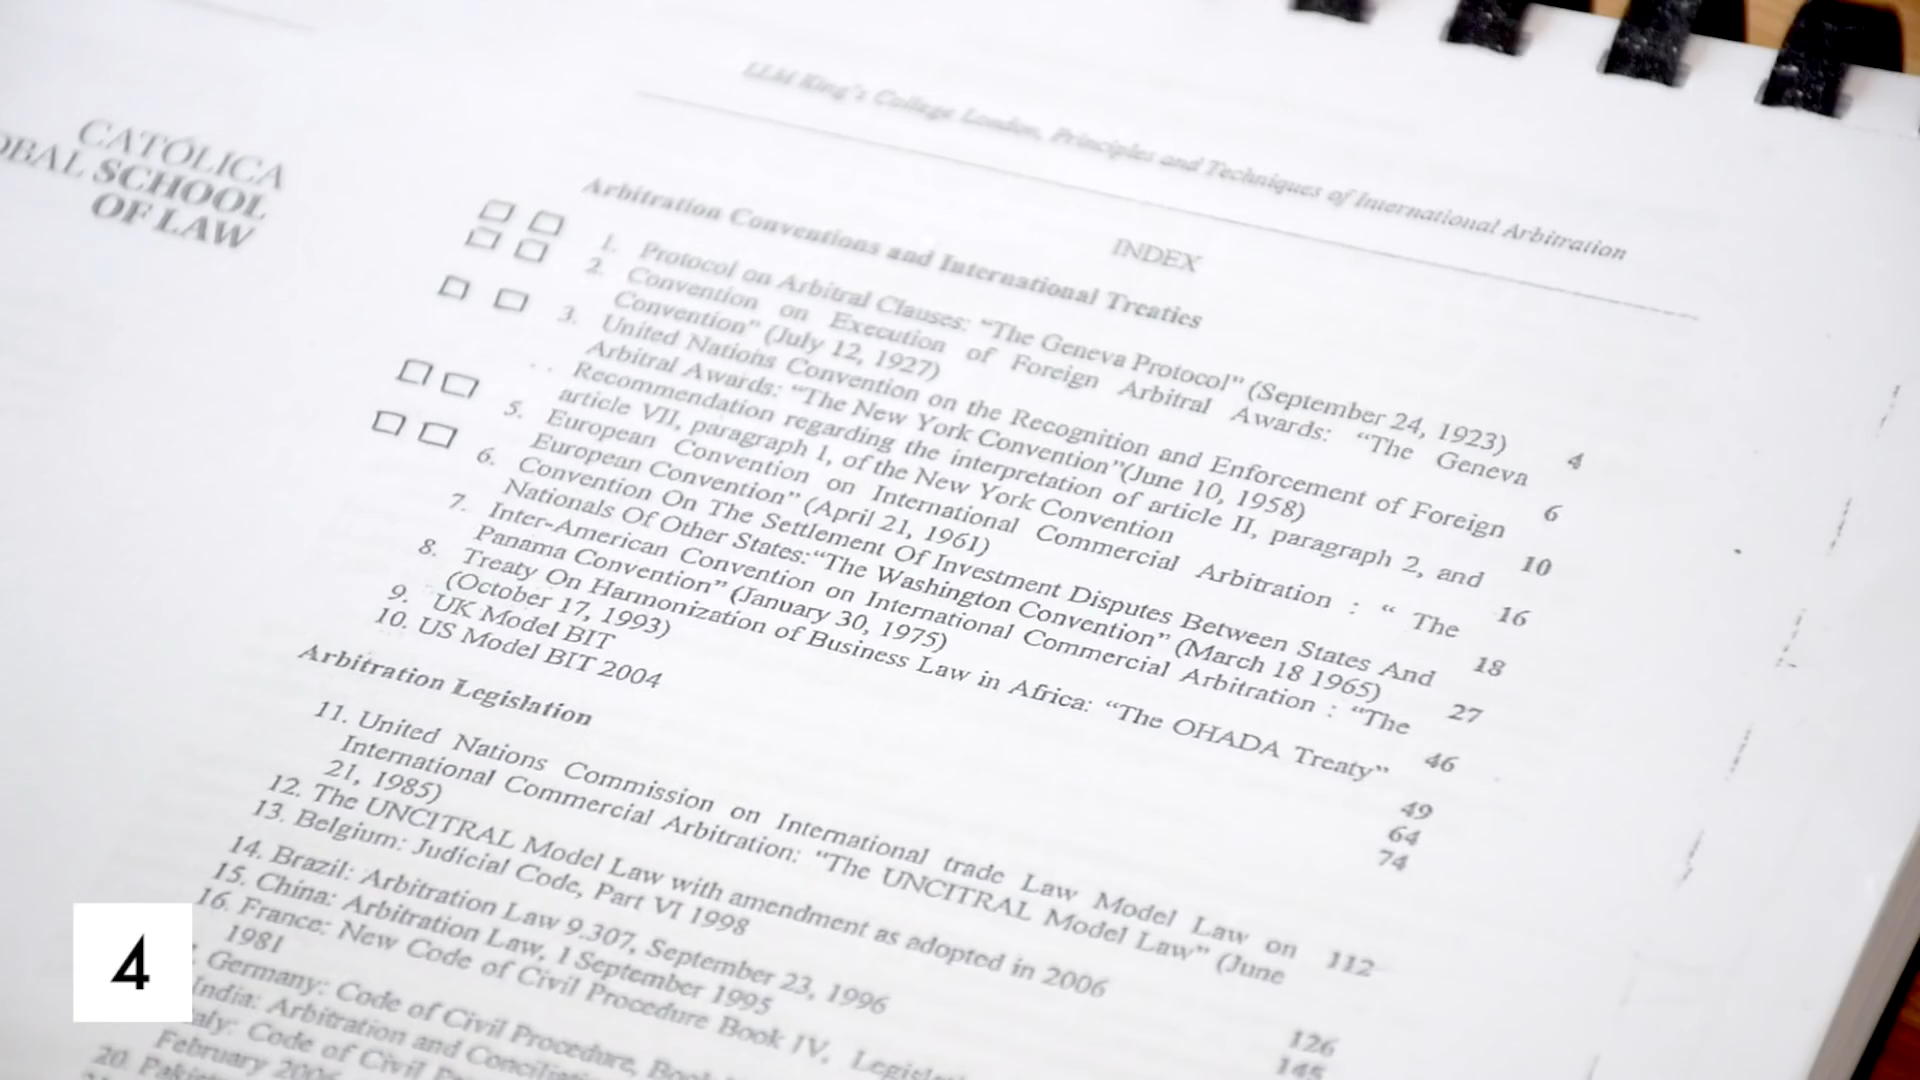 CATÓLICA
OBAL SCHOOL
OF LAW
LLM King's College London, Principles and Techniques of International Arbitration
INDEX
Arbitration Conventions and International Treaties
1. Protocol on Arbitral Clauses: “The Geneva Protocol” (September 24, 1923) 4
2. Convention on Execution of Foreign Arbitral Awards: “The Geneva
Convention” (July 12, 1927) 6
3. United Nations Convention on the Recognition and Enforcement of Foreign
Arbitral Awards: “The New York Convention”(June 10, 1958) 10
Recommendation regarding the interpretation of article II, paragraph 2, and
article VII, paragraph 1, of the New York Convention 16
5. European Convention on International Commercial Arbitration : “ The
European Convention” (April 21, 1961) 18
6. Convention On The Settlement Of Investment Disputes Between States And
Nationals Of Other States:“The Washington Convention” (March 18 1965) 27
7. Inter-American Convention on International Commercial Arbitration : “The
Panama Convention” (January 30, 1975) 46
8. Treaty On Harmonization of Business Law in Africa: “The OHADA Treaty”
(October 17, 1993) 49
9. UK Model BIT 64
10. US Model BIT 2004 74
Arbitration Legislation
11. United Nations Commission on International trade Law Model Law on
International Commercial Arbitration: “The UNCITRAL Model Law” (June
21, 1985) 112
12. The UNCITRAL Model Law with amendment as adopted in 2006
13. Belgium: Judicial Code, Part VI 1998 126
14. Brazil: Arbitration Law 9.307, September 23, 1996 145
15. China: Arbitration Law, 1 September 1995
16. France: New Code of Civil Procedure Book IV,
1981
Germany: Code of Civil Procedure,
India: Arbitration and
Code of Civil
February
20.
4